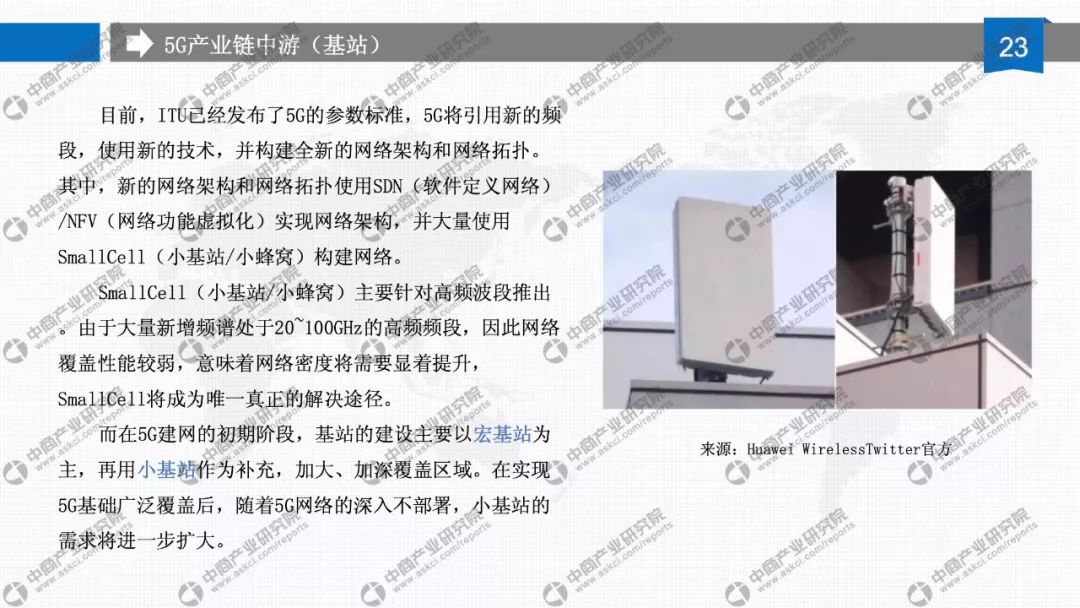 5G产业链中游（基站）
23
目前，ITU已经发布了5G的参数标准，5G将引用新的频
段，使用新的技术，并构建全新的网络架构和网络拓扑。
其中，新的网络架构和网络拓扑使用SDN（软件定义网络）
/NFV（网络功能虚拟化）实现网络架构，并大量使用
SmallCell（小基站/小蜂窝）构建网络。
SmallCell（小基站/小蜂窝）主要针对高频波段推出
。由于大量新增频谱处于20~100GHz的高频频段，因此网络
覆盖性能较弱，意味着网络密度将需要显着提升，
SmallCell将成为唯一真正的解决途径。
而在5G建网的初期阶段，基站的建设主要以宏基站为
主，再用小基站作为补充，加大、加深覆盖区域。在实现
5G基础广泛覆盖后，随着5G网络的深入不部署，小基站的
需求将进一步扩大。
来源：Huawei WirelessTwitter官方
中商产业研究院
www.askci.com/reports